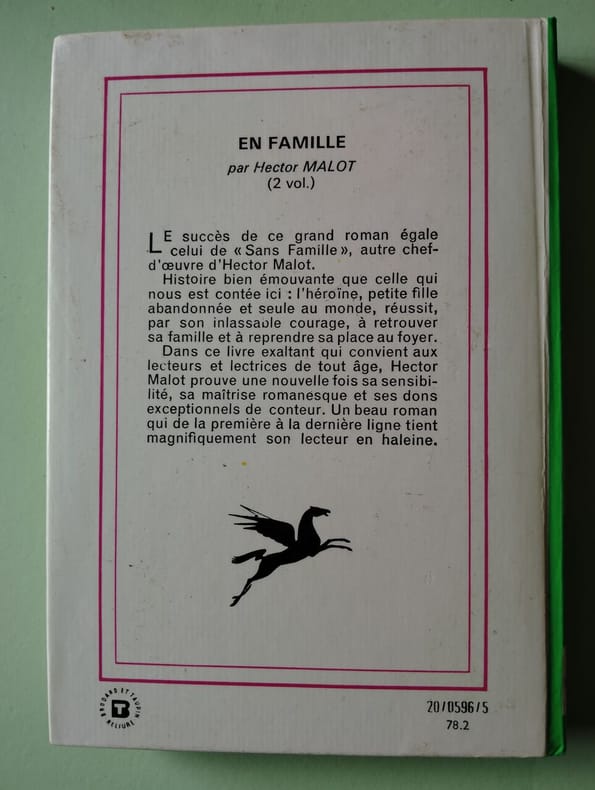 EN FAMILLE
par Hector MALOT
(2 vol.)
LE succès de ce grand roman égale
celui de « Sans Famille », autre chef-
d'œuvre d'Hector Malot.
Histoire bien émouvante que celle qui
nous est contée ici : l'héroïne, petite fille
abandonnée et seule au monde, réussit,
par son inlassable courage, à retrouver
sa famille et à reprendre sa place au foyer.
Dans ce livre exaltant qui convient aux
lecteurs et lectrices de tout âge, Hector
Malot prouve une nouvelle fois sa sensibi-
lité, sa maîtrise romanesque et ses dons
exceptionnels de conteur. Un beau roman
qui de la première à la dernière ligne tient
magnifiquement son lecteur en haleine.
BRODARD ET TAUPIN
RELIURE
20/0596/5
78.2